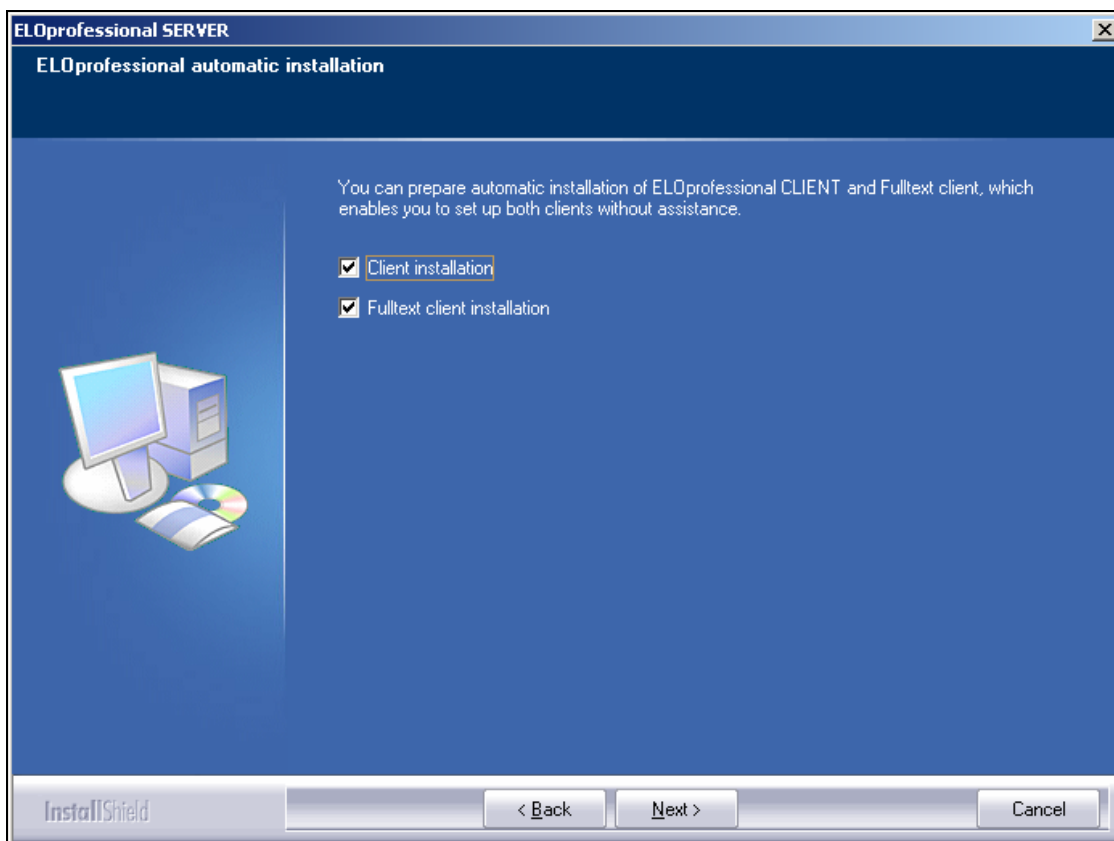 ELOprofessional SERVER
ELOprofessional automatic installation
You can prepare automatic installation of ELOprofessional CLIENT and Fulltext client, which
enables you to set up both clients without assistance.
Client installation
Fulltext client installation
InstallShield
< Back
Next >
Cancel